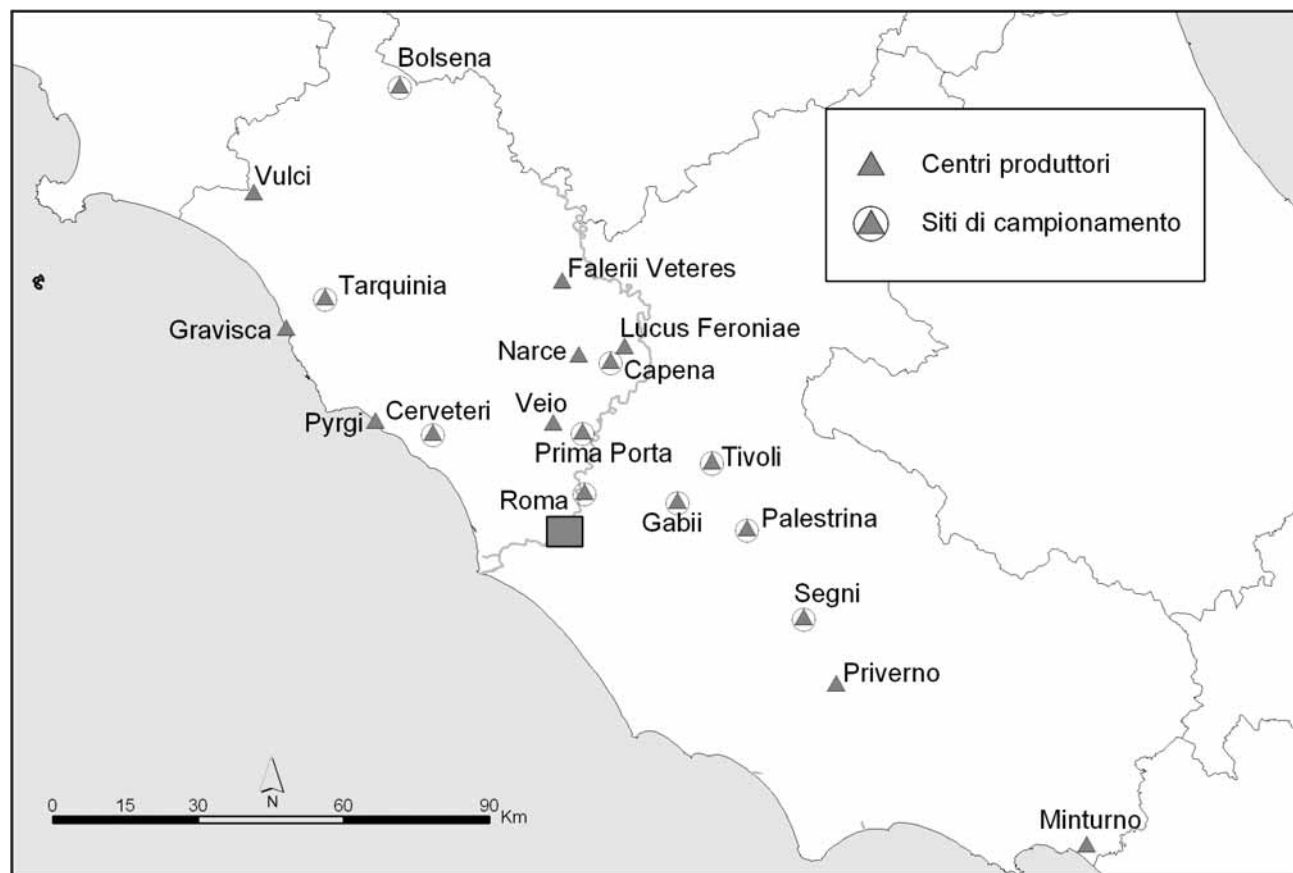 Bolsena
Vulci
Centri produttori
Siti di campionamento
Falerii Veteres
Tarquinia
Gravisca
Lucus Feroniae
Narce
Capena
Pyrgi
Cerveteri
Veio
Prima Porta
Tivoli
Roma
Gabii
Palestrina
Segni
Priverno
N
0 15 30 60 90
Km
Minturno